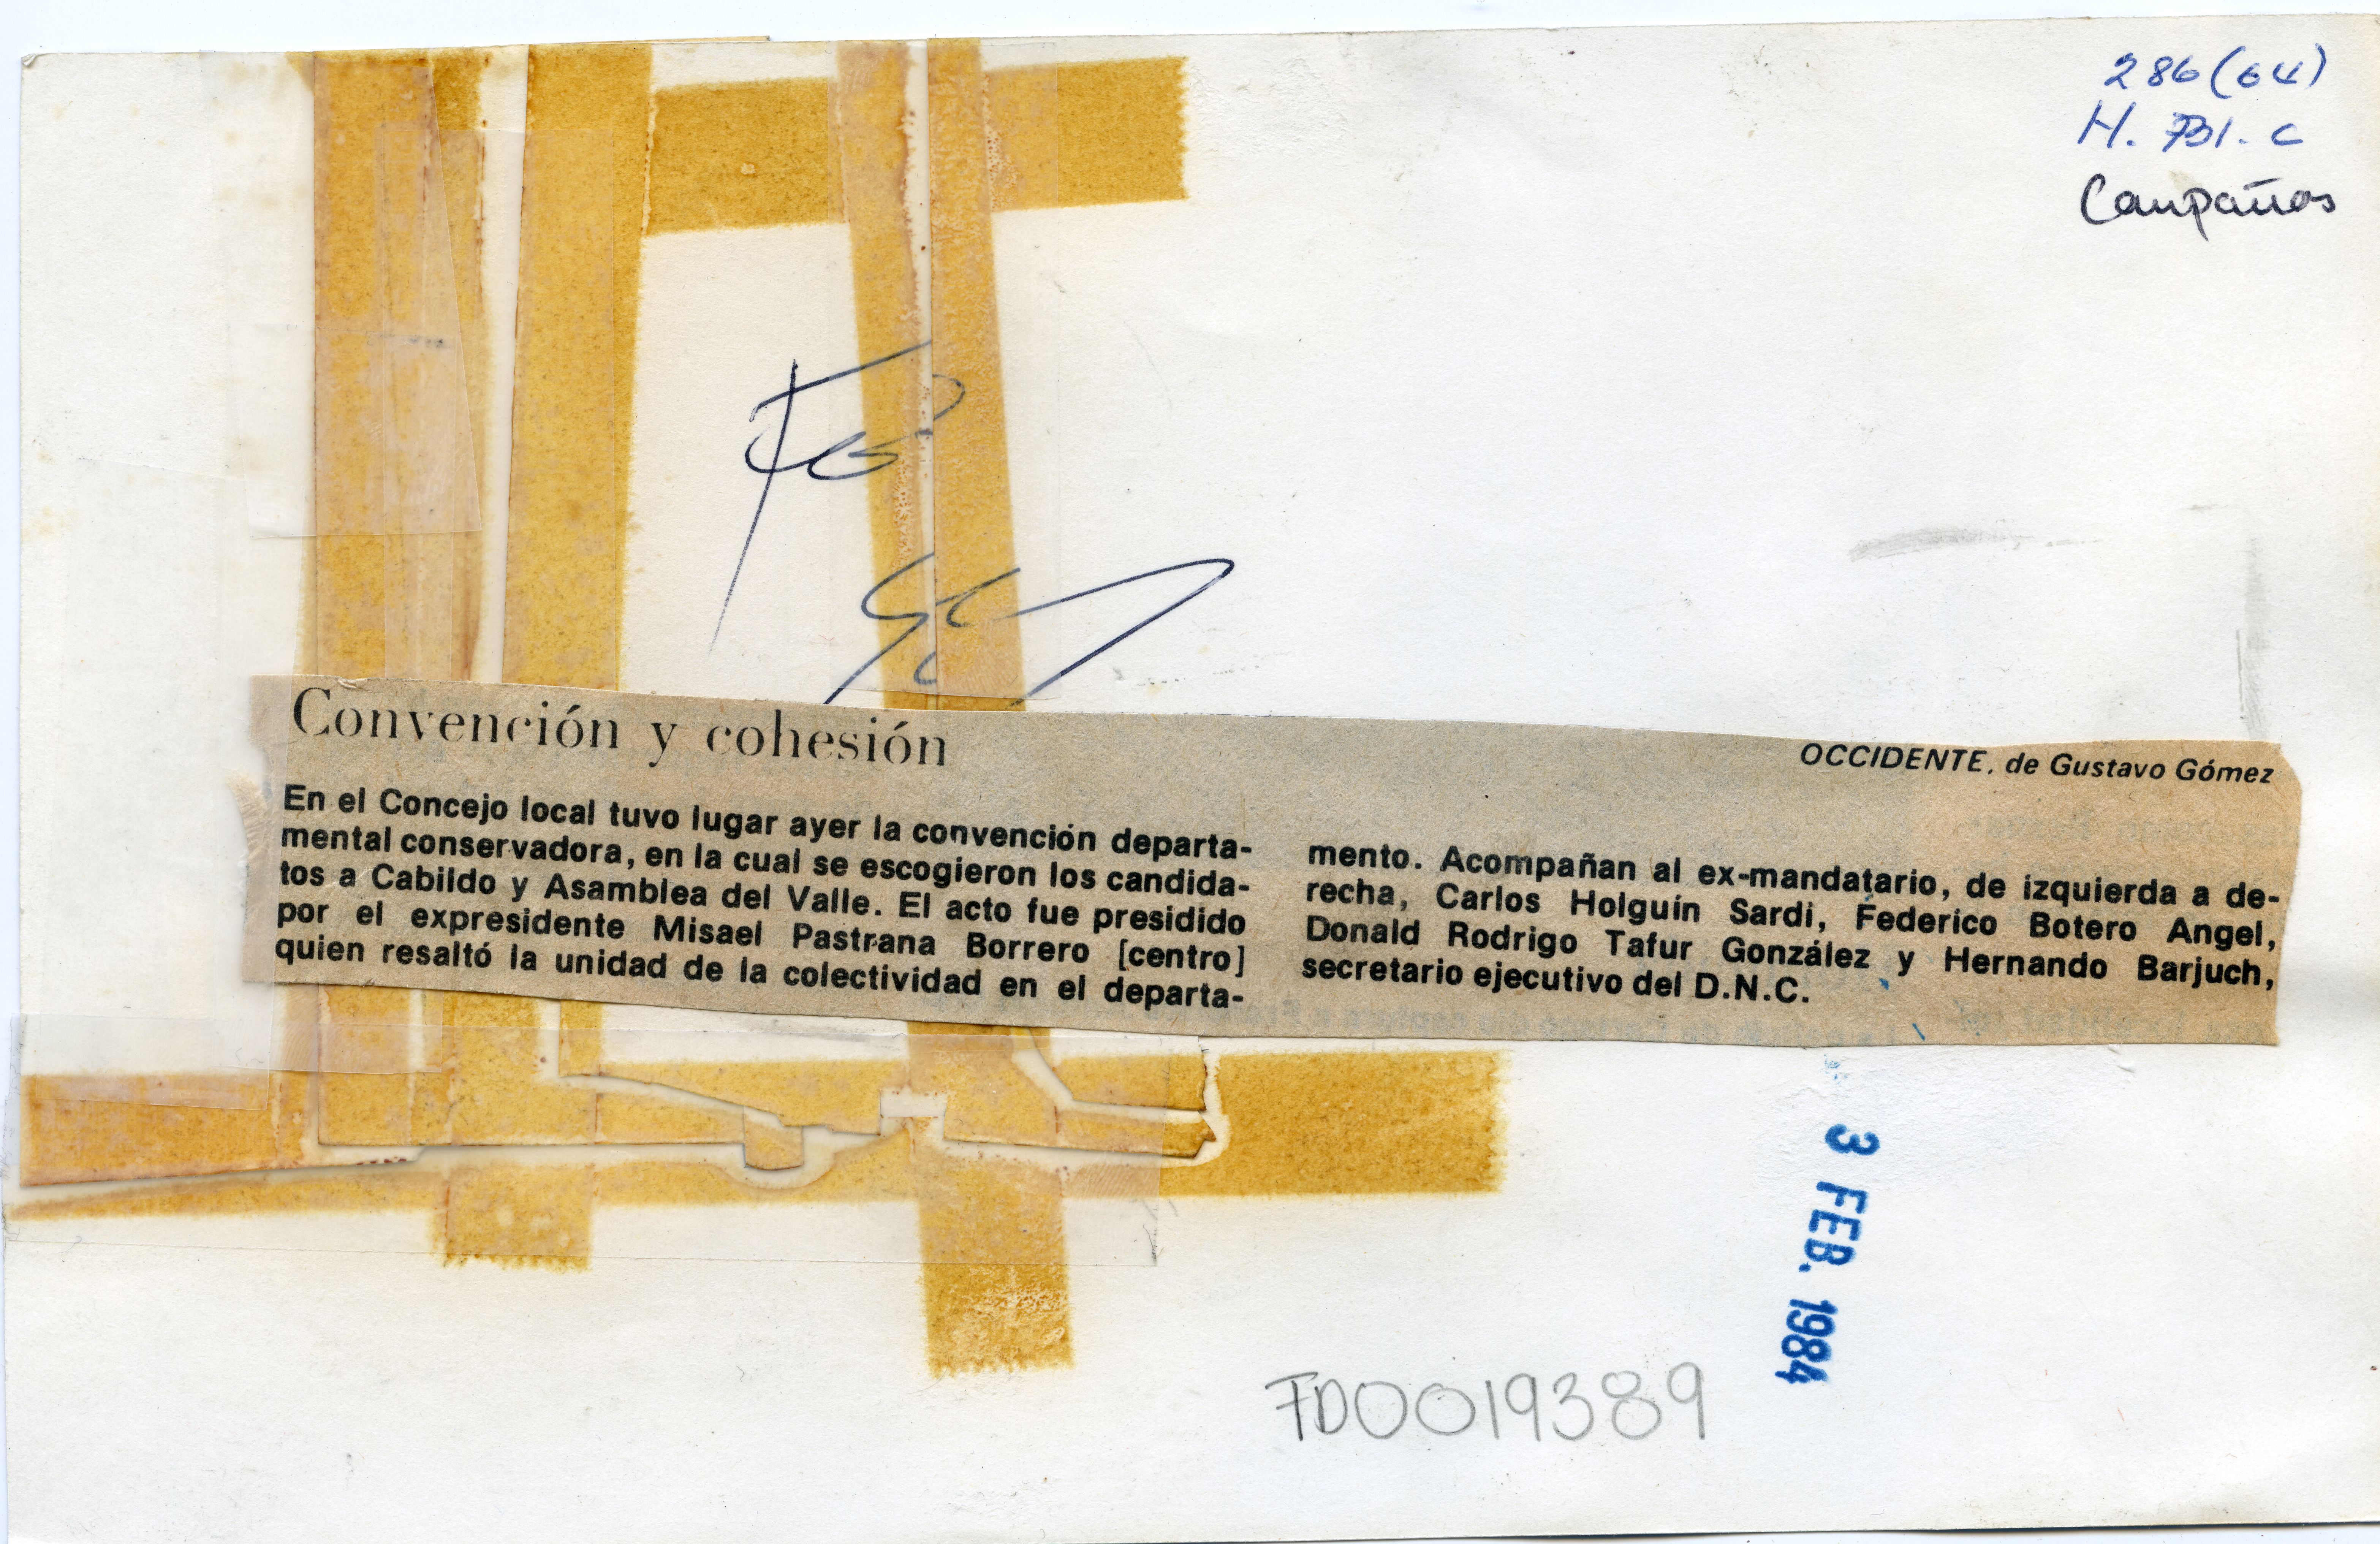 286 (64)
H. 731. C
Campañas
Convención y cohesión
OCCIDENTE, de Gustavo Gómez
En el Concejo local tuvo lugar ayer la convención departa-
mental conservadora, en la cual se escogieron los candida-
tos a Cabildo y Asamblea del Valle. El acto fue presidido
por el expresidente Misael Pastrana Borrero [centro]
quien resaltó la unidad de la colectividad en el departa-
mento. Acompañan al ex-mandatario, de izquierda a de-
recha, Carlos Holguín Sardi, Federico Botero Angel,
Donald Rodrigo Tafur González y Hernando Barjuch,
secretario ejecutivo del D.N.C.
3 FEB. 1984
FD0019389